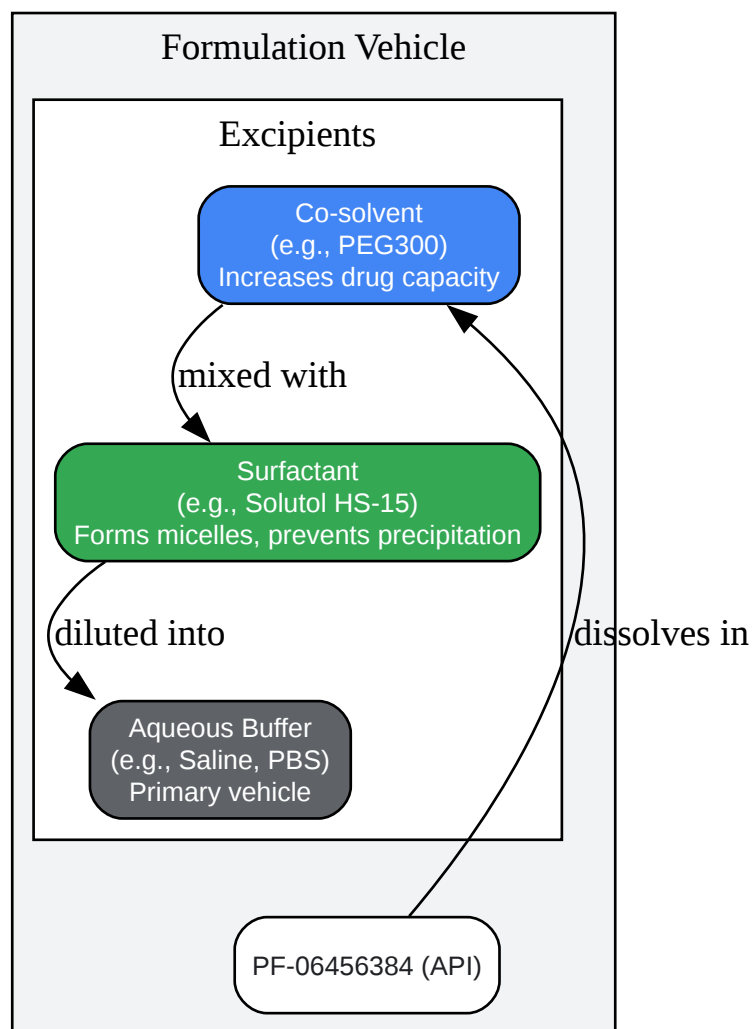 Formulation Vehicle
Excipients
Co-solvent
(e.g., PEG300)
Increases drug capacity
mixed with
Surfactant
(e.g., Solutol HS-15)
Forms micelles, prevents precipitation
diluted into
dissolves in
Aqueous Buffer
(e.g., Saline, PBS)
Primary vehicle
PF-06456384 (API)